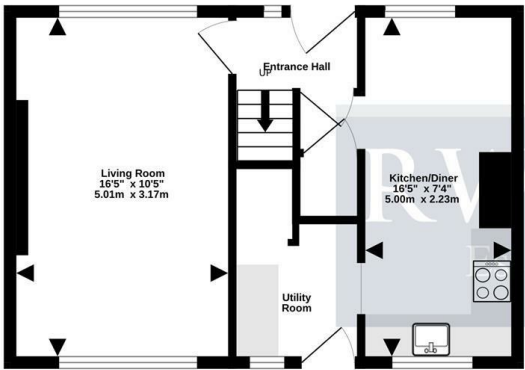 Entrance Hall
UP
Living Room
16'5" x 10'5"
5.01m x 3.17m
Kitchen/Diner
16'5" x 7'4"
5.00m x 2.23m
Utility
Room